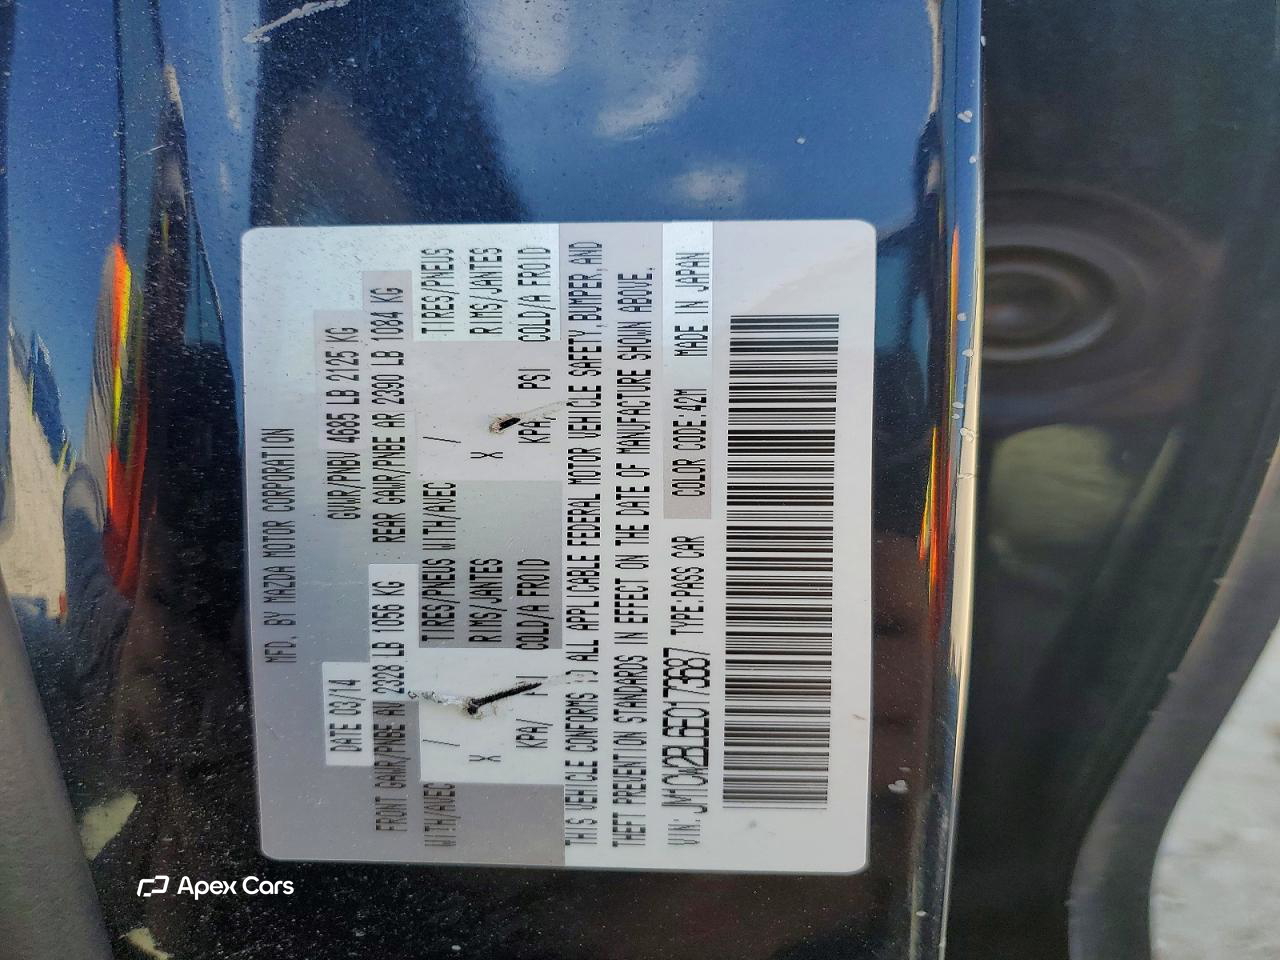 MFD. BY MAZDA MOTOR CORPORATION
DATE 03/14 GVWR/PNBV 4685 LB 2125 KG
FRONT GAWR/PNBE AV 2328 LB 1056 KG REAR GAWR/PNBE AR 2390 LB 1084 KG
WITH/AVEC / TIRES/PNEUS WITH/AVEC / TIRES/PNEUS
X RIMS/JANTES X RIMS/JANTES
KPA/ COLD/A FROID KPA, PSI COLD/A FROID
THIS VEHICLE CONFORMS ALL APPLICABLE FEDERAL MOTOR VEHICLE SAFETY, BUMPER, AND
THEFT PREVENTION STANDARDS IN EFFECT ON THE DATE OF MANUFACTURE SHOWN ABOVE.
VIN: TYPE:PASS CAR COLOR CODE:42M MADE IN JAPAN
Apex Cars